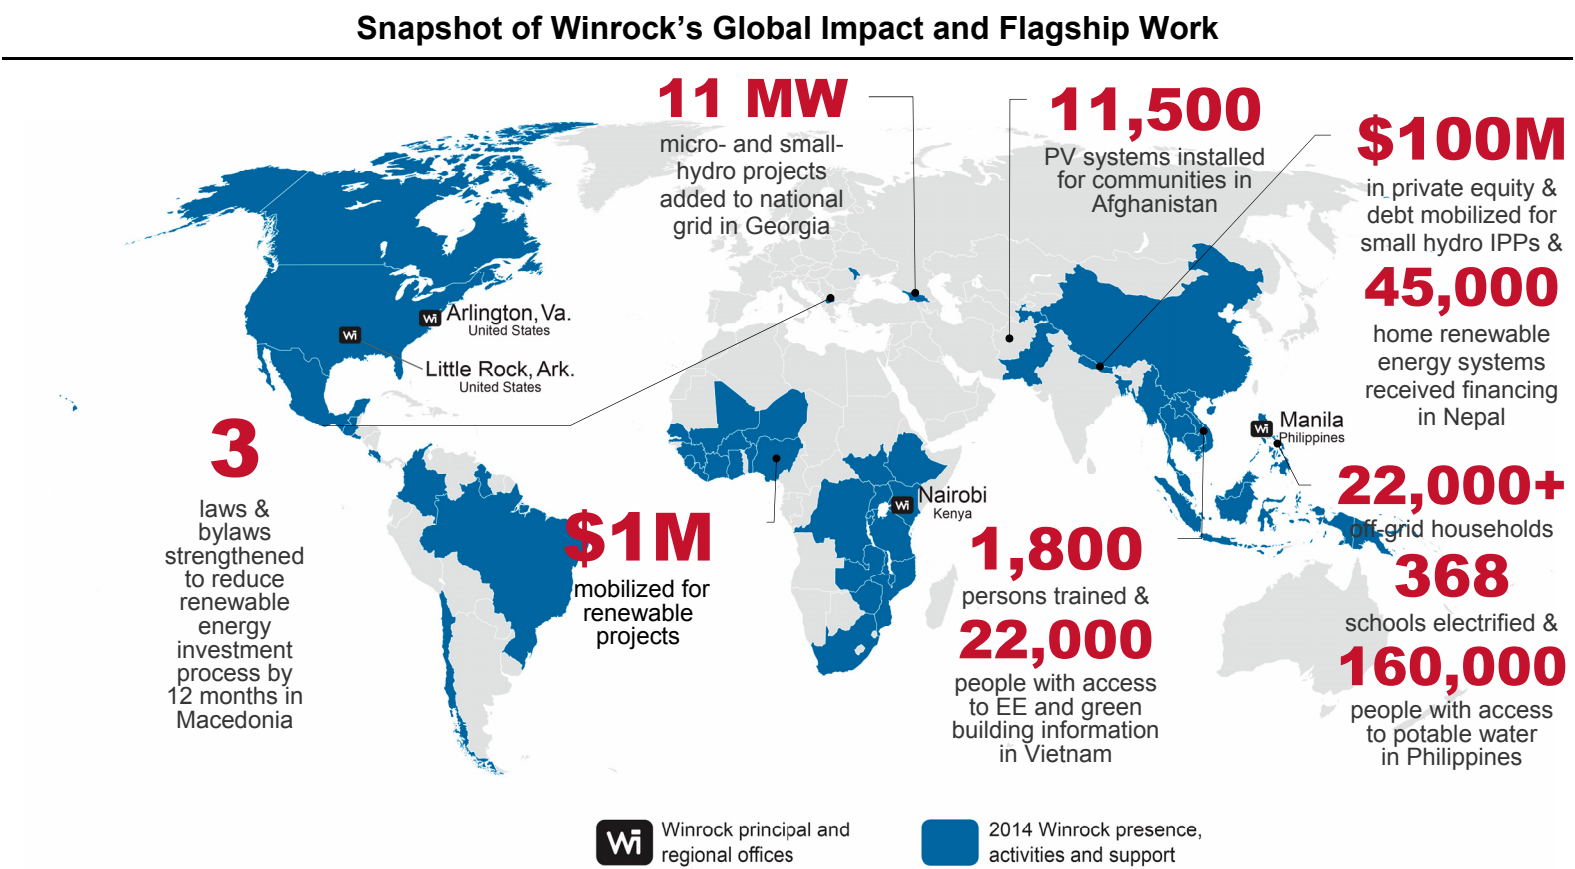 Snapshot of Winrock's Global Impact and Flagship Work
11 MW
micro- and small-
hydro projects
added to national
grid in Georgia
11,500
PV systems installed
for communities in
Afghanistan
$100M
in private equity &
debt mobilized for
small hydro IPPs &
45,000
home renewable
energy systems
received financing
in Nepal
Wi
Arlington, Va.
United States
Wi
Little Rock, Ark.
United States
3
laws &
bylaws
strengthened
to reduce
renewable
energy
investment
process by
12 months in
Macedonia
$1M
mobilized for
renewable
projects
Wi
Nairobi
Kenya
1,800
persons trained &
22,000
people with access
to EE and green
building information
in Vietnam
Wi
Manila
Philippines
22,000+
off-grid households
368
schools electrified &
160,000
people with access
to potable water
in Philippines
Wi
Winrock principal and
regional offices
2014 Winrock presence,
activities and support